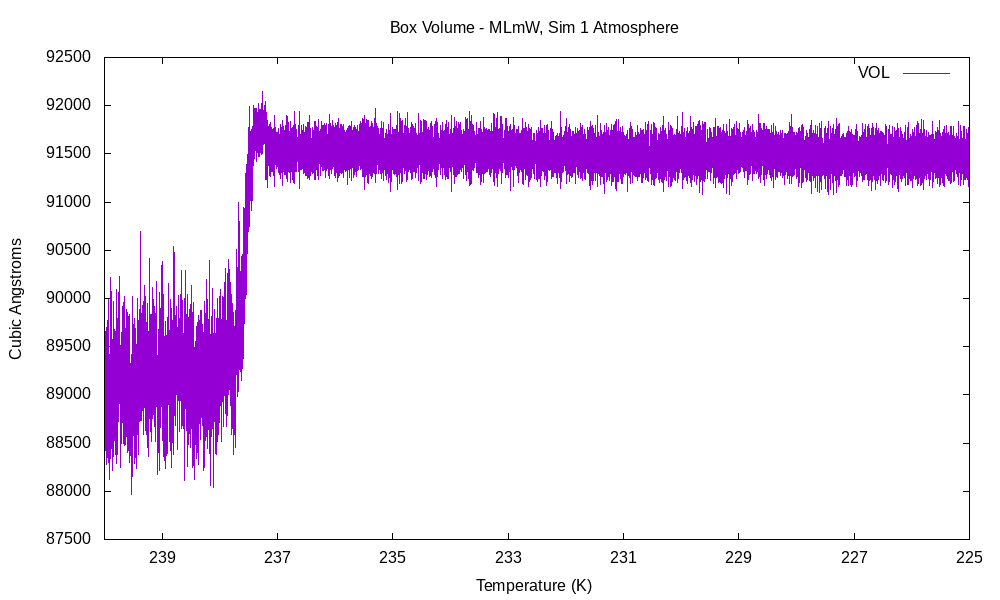 Box Volume - MLmW, Sim 1 Atmosphere
VOL
92500
92000
91500
91000
90500
90000
89500
89000
88500
88000
87500
Cubic Angstroms
239 237 235 233 231 229 227 225
Temperature (K)